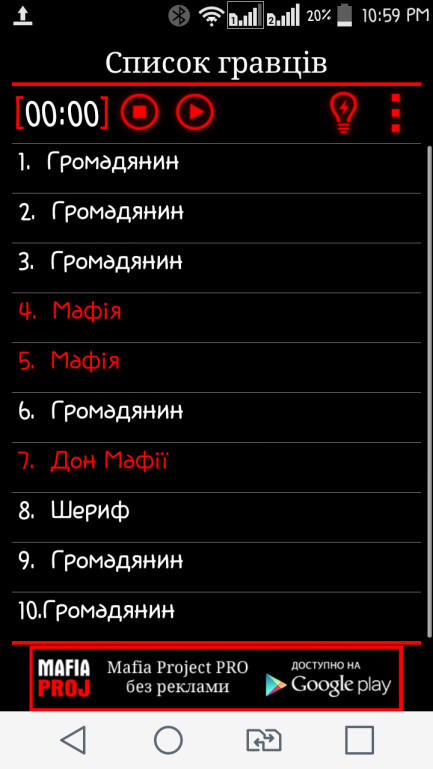 20% 10:59 PM
Список гравців
[00:00]
1. Громадянин
2. Громадянин
3. Громадянин
4. Мафія
5. Мафія
6. Громадянин
7. Дон Мафії
8. Шериф
9. Громадянин
10.Громадянин
MAFIA
PROJ
Mafia Project PRO
без реклами
ДОСТУПНО НА
Google play